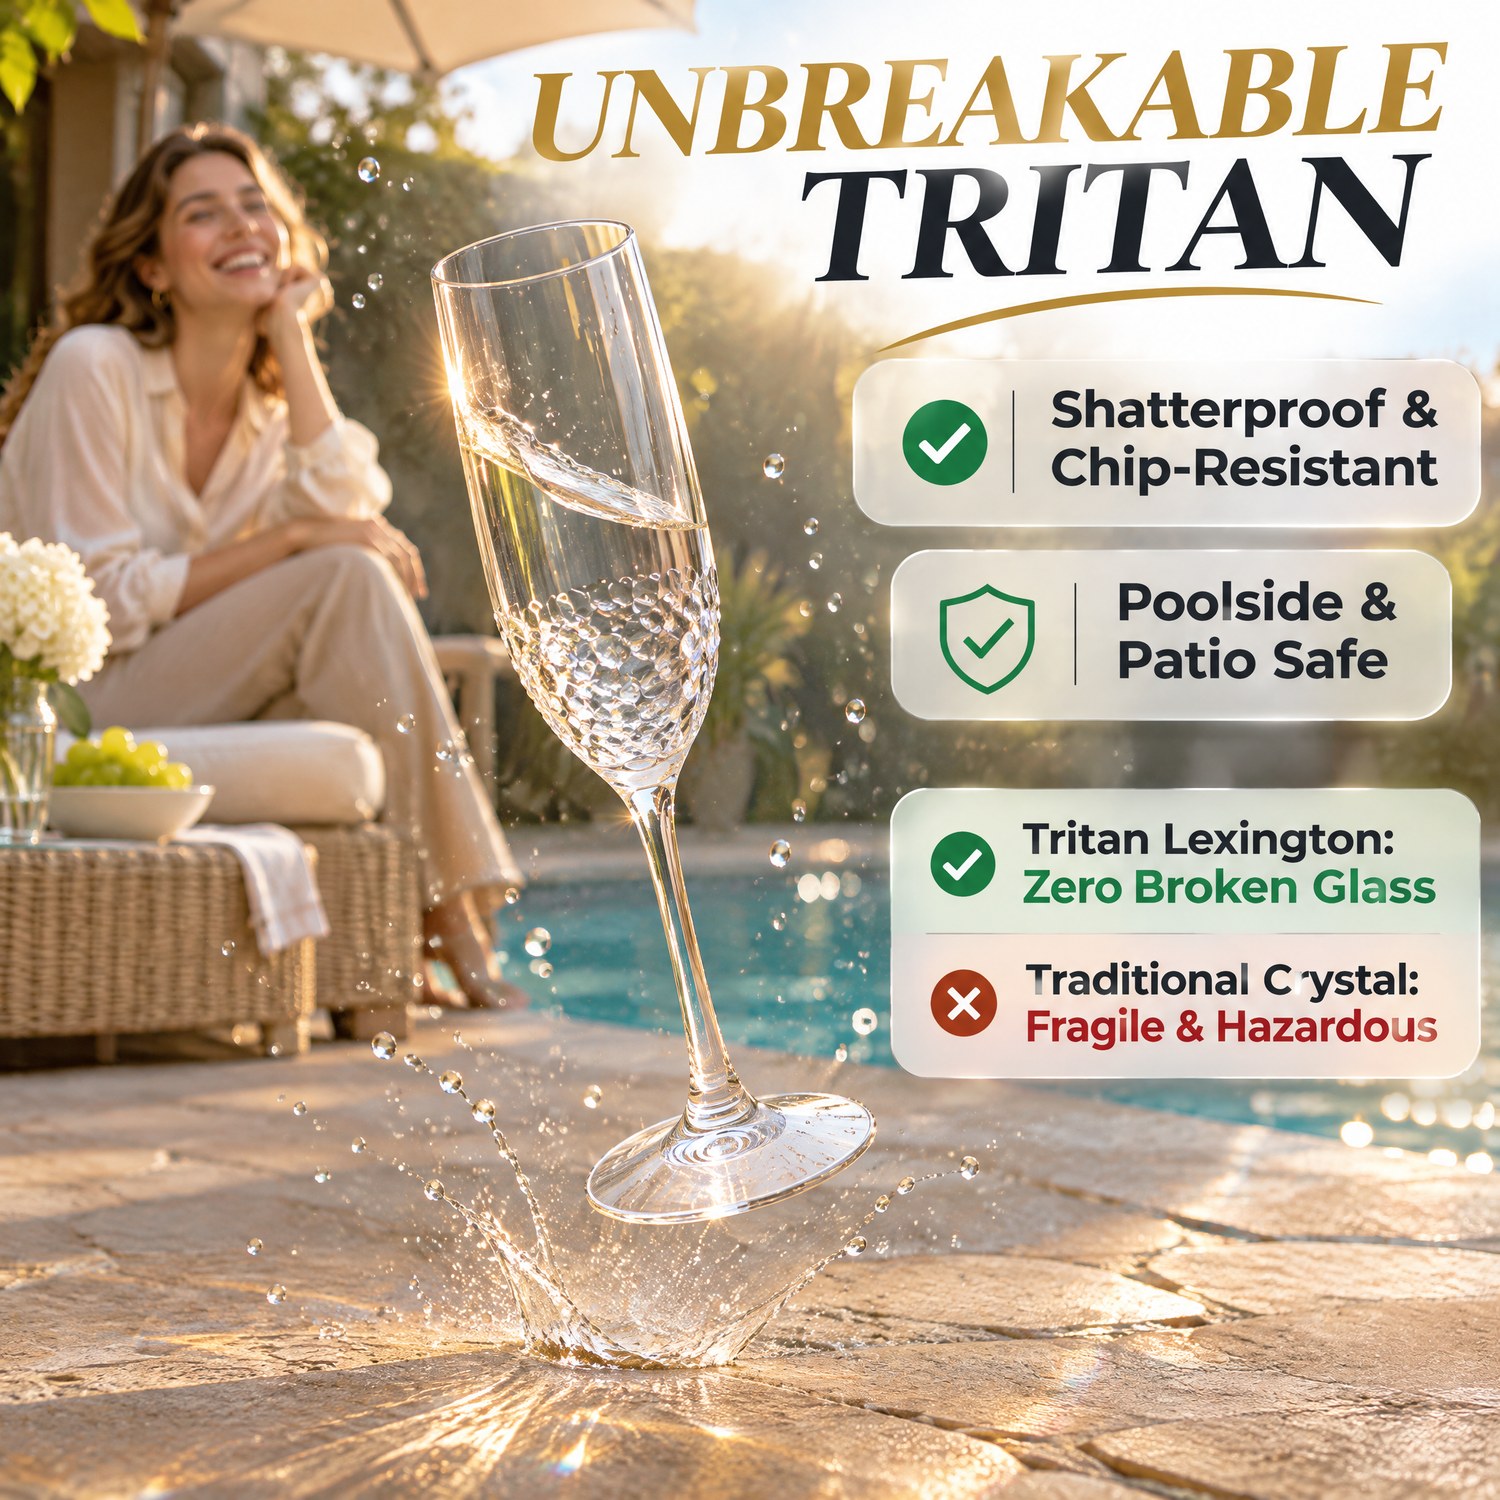 UNBREAKABLE
TRITAN
Shatterproof &
Chip-Resistant
Poolside &
Patio Safe
Tritan Lexington:
Zero Broken Glass
Traditional Crystal:
Fragile & Hazardous